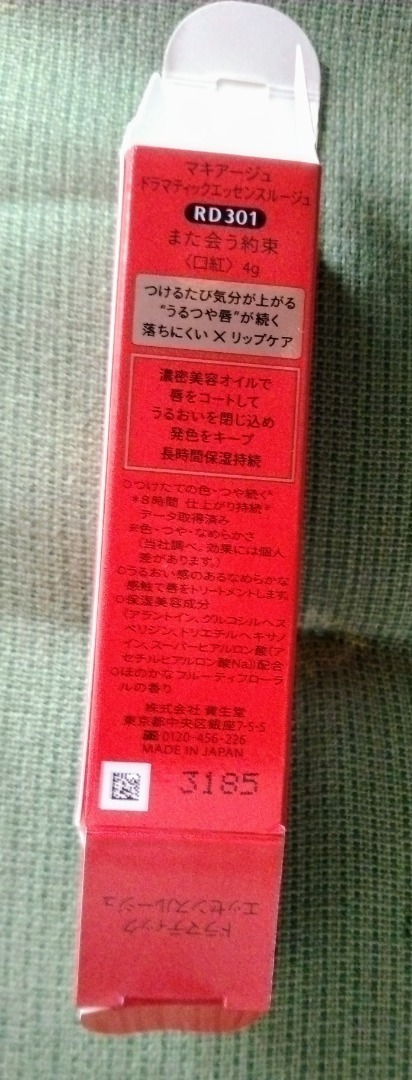 マキアージュ
ドラマティックエッセンスルージュ
RD301
また会う約束
〈口紅〉4g
つけるたび気分が上がる
“うるつや唇”が続く
落ちにくい×リップケア
濃密美容オイルで
唇をコートして
うるおいを閉じ込め
発色をキープ
長時間保湿持続
○つけたての色・つや続く*
*8時間 仕上がり持続※
データ取得済み
※色・つや・なめらかさ
(当社調べ。効果には個人
差があります。)
○うるおい感のあるなめらかな
感触で唇をトリートメントします。
○保湿美容成分
(アラントイン、グルコシルヘス
ペリジン、トリエチルヘキサノ
イン、スーパーヒアルロン酸(ア
セチルヒアルロン酸Na))配合
○ほのかなフルーティフローラ
ルの香り
株式会社 資生堂
東京都中央区銀座7-5-5
0120-456-226
MADE IN JAPAN
3185
ドラマティック
エッセンスルージュ